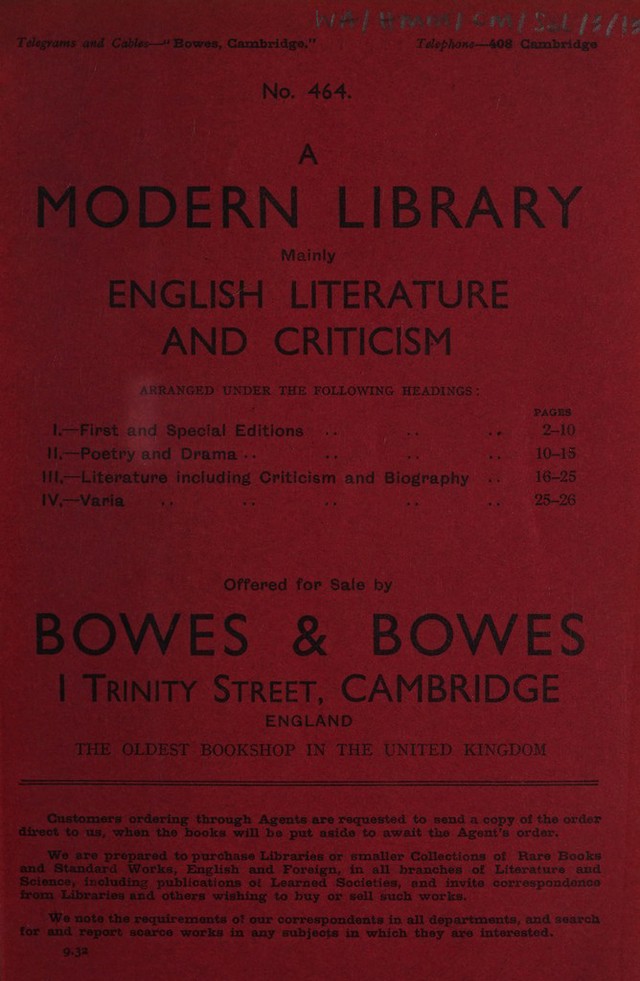 WA/HMM/CM/Sal/3/13
Telegrams and Cables—"Bowes, Cambridge." Telephone—408 Cambridge
No. 464.
A
MODERN LIBRARY
Mainly
ENGLISH LITERATURE
AND CRITICISM
ARRANGED UNDER THE FOLLOWING HEADINGS:
PAGES
I.—First and Special Editions .. .. .. 2–10
II.—Poetry and Drama .. .. .. .. 10–15
III.—Literature including Criticism and Biography .. 16–25
IV.—Varia .. .. .. .. .. 25–26
Offered for Sale by
BOWES & BOWES
1 TRINITY STREET, CAMBRIDGE
ENGLAND
THE OLDEST BOOKSHOP IN THE UNITED KINGDOM
Customers ordering through Agents are requested to send a copy of the order
direct to us, when the books will be put aside to await the Agent's order.
We are prepared to purchase Libraries or smaller Collections of Rare Books
and Standard Works, English and Foreign, in all branches of Literature and
Science, including publications of Learned Societies, and invite correspondence
from Libraries and others wishing to buy or sell such works.
We note the requirements of our correspondents in all departments, and search
for and report scarce works in any subjects in which they are interested.
9.32